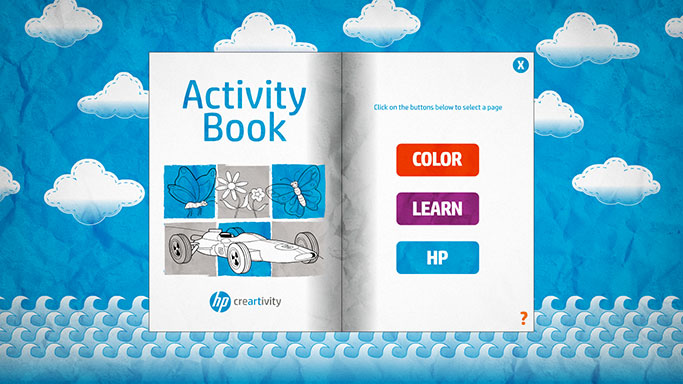 Activity
Book
hp creartivity
X
Click on the buttons below to select a page
COLOR
LEARN
HP
?